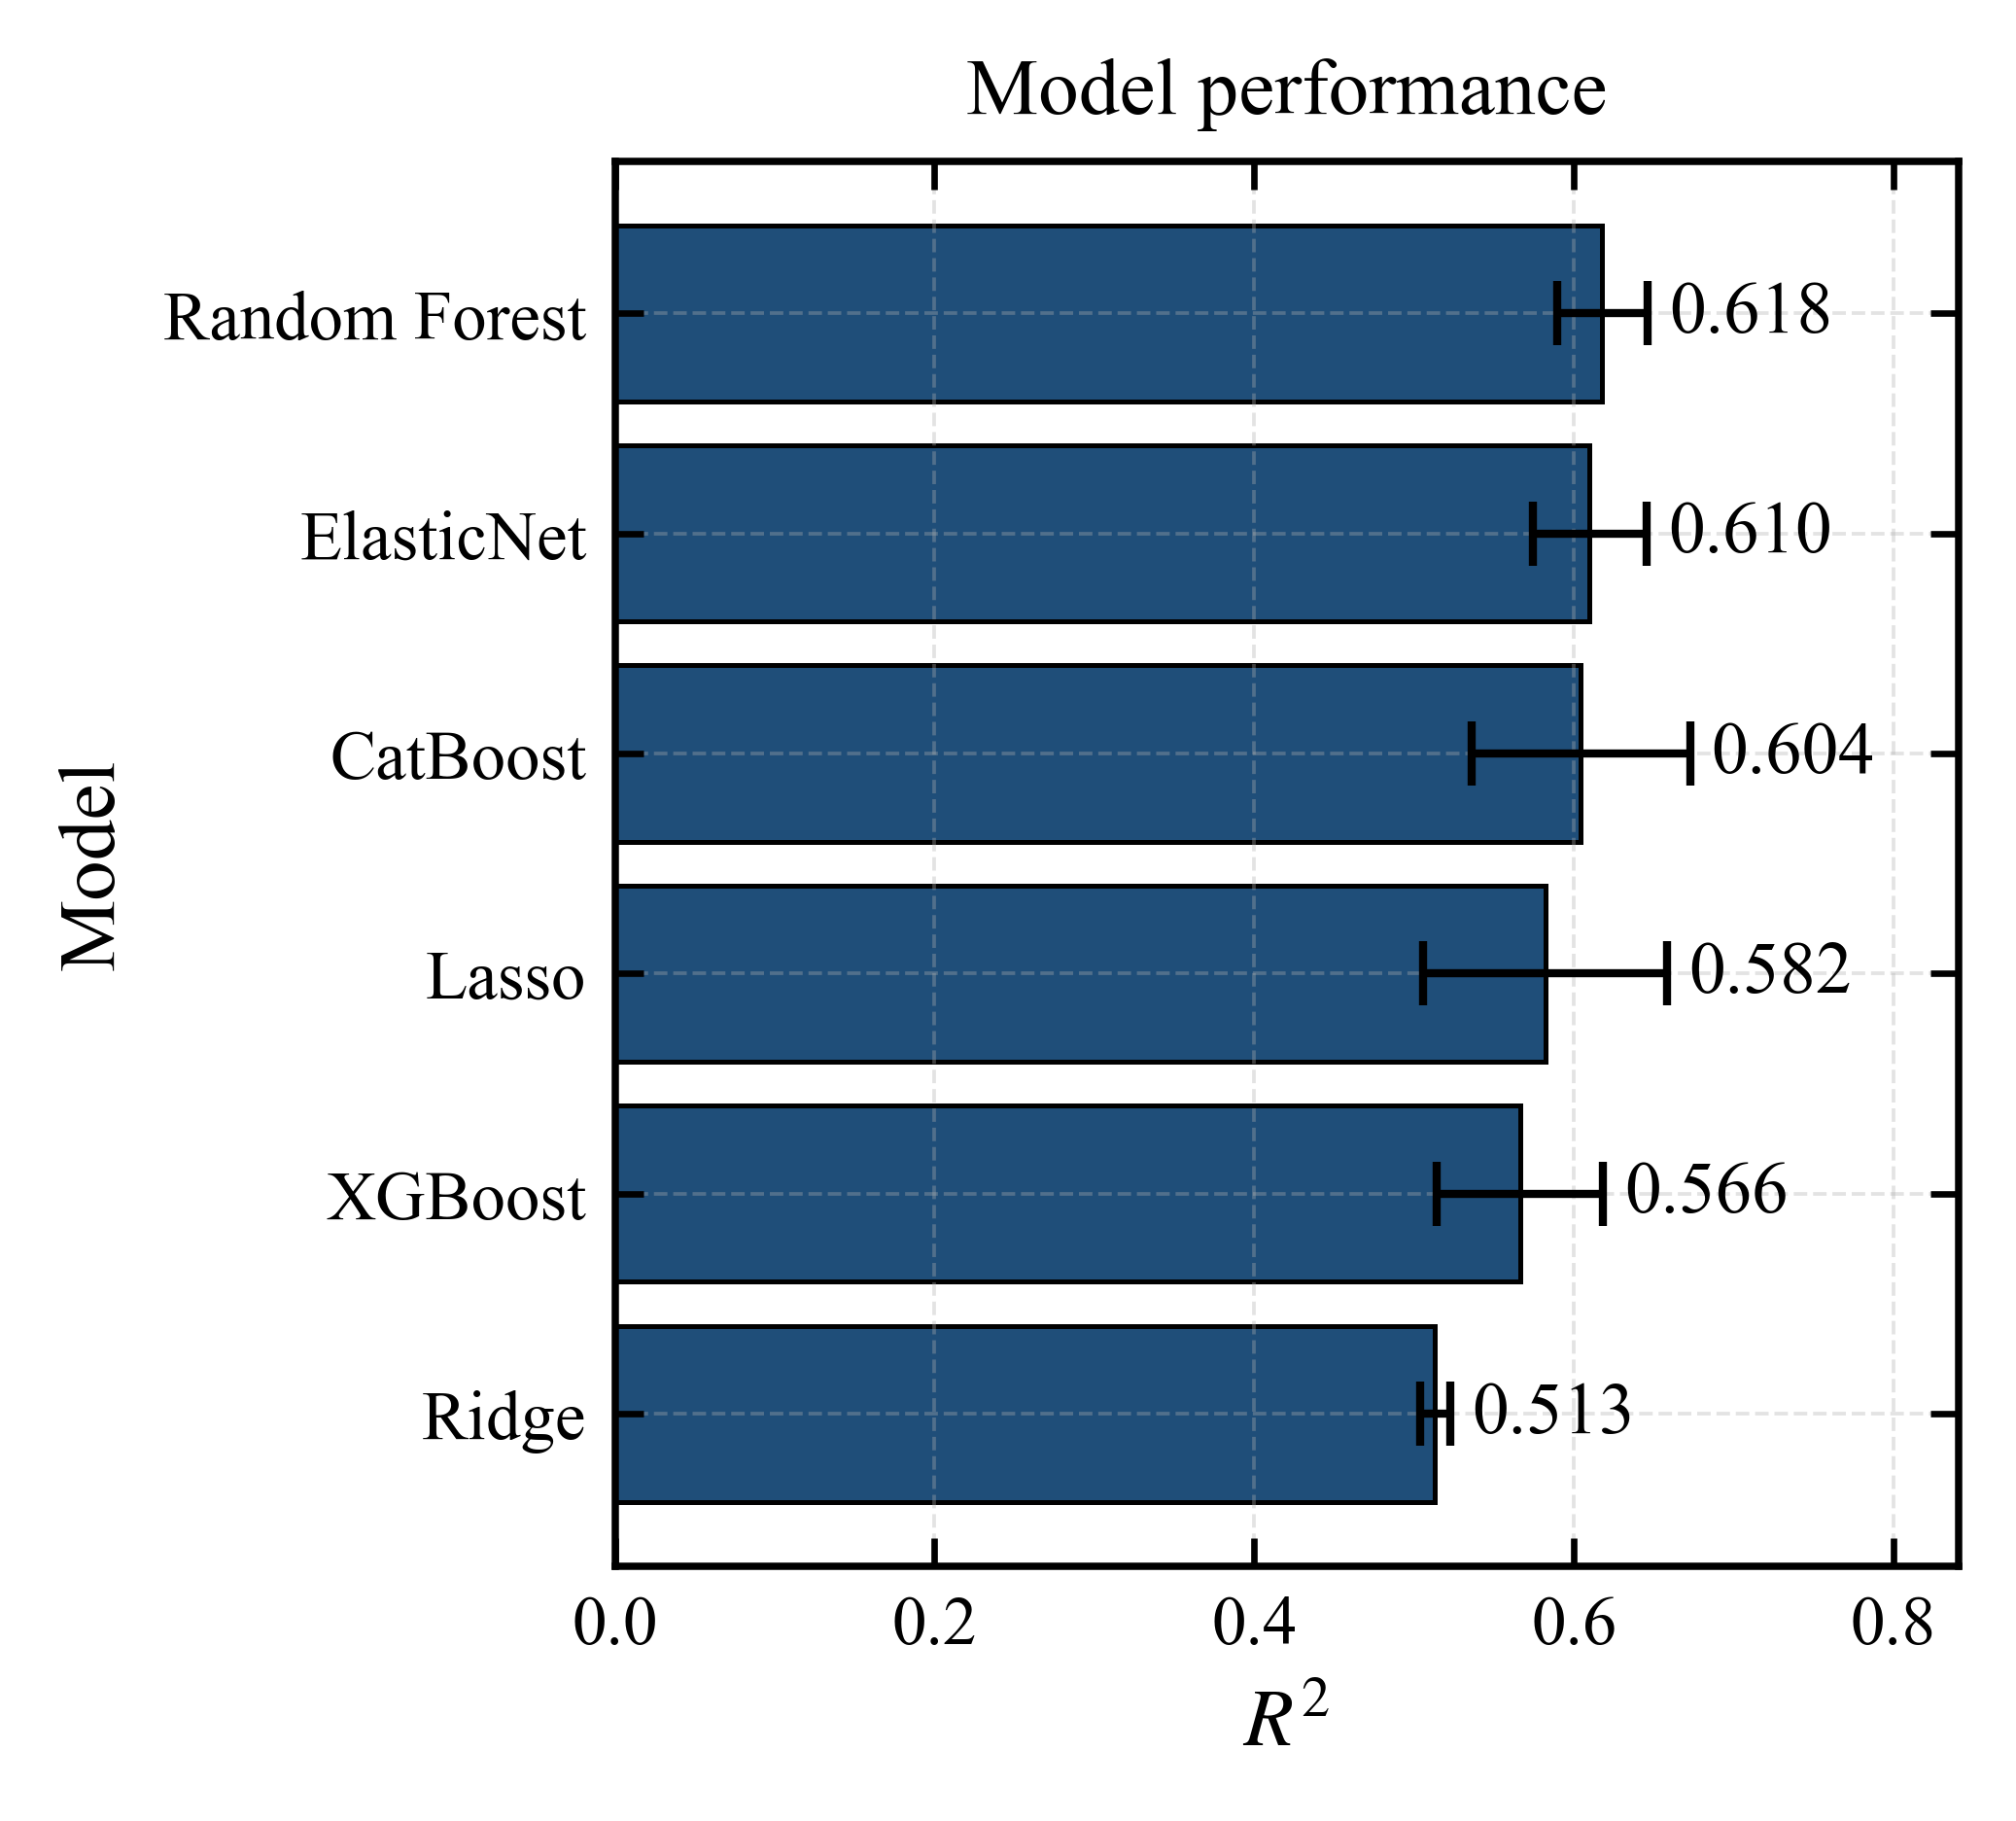 Model performance
Model
Random Forest
0.618
ElasticNet
0.610
CatBoost
0.604
Lasso
0.582
XGBoost
0.566
Ridge
0.513
0.0 0.2 0.4 0.6 0.8
R²